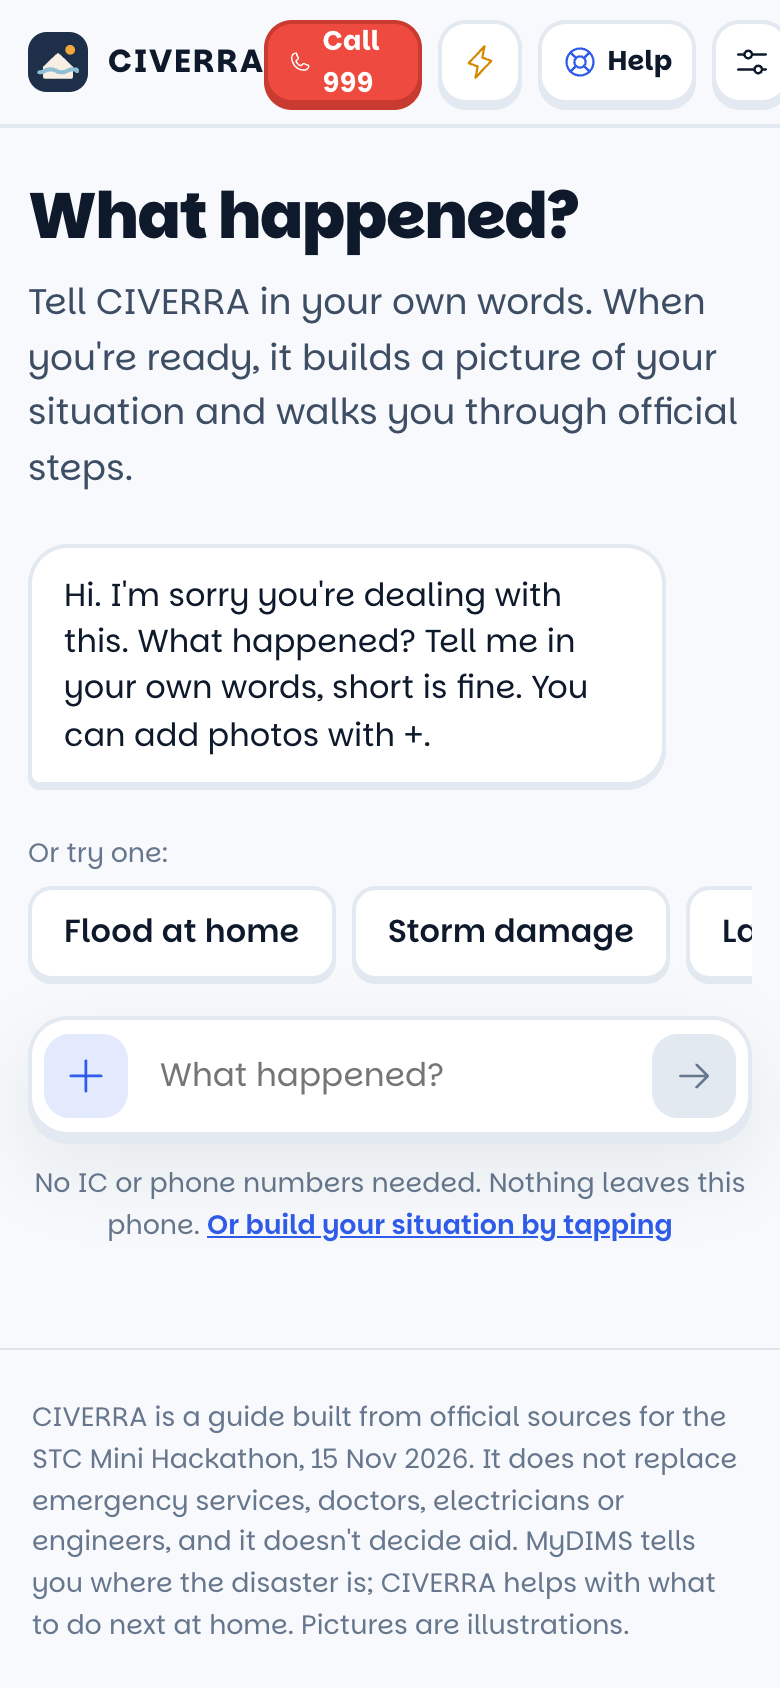 CIVERRA
Call
999
Help
What happened?
Tell CIVERRA in your own words. When
you're ready, it builds a picture of your
situation and walks you through official
steps.
Hi. I'm sorry you're dealing with
this. What happened? Tell me in
your own words, short is fine. You
can add photos with +.
Or try one:
Flood at home
Storm damage
La
What happened?
No IC or phone numbers needed. Nothing leaves this
phone. Or build your situation by tapping
CIVERRA is a guide built from official sources for the
STC Mini Hackathon, 15 Nov 2026. It does not replace
emergency services, doctors, electricians or
engineers, and it doesn't decide aid. MyDIMS tells
you where the disaster is; CIVERRA helps with what
to do next at home. Pictures are illustrations.